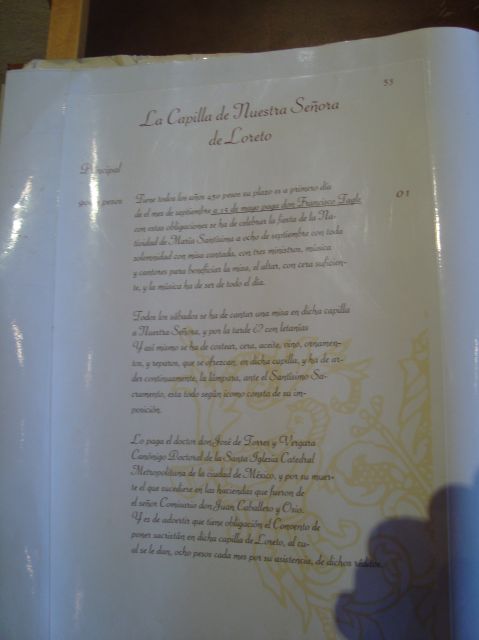 55
La Capilla de Nuestra Señora
de Loreto
Principal
9000 pesos
Tiene todos los años 450 pesos su plazo es a primero día
de el mes de septiembre a 15 de mayo paga don Francisco Tagle
01
con estas obligaciones se ha de celebrar la fiesta de la Na-
tividad de María Santísima a ocho de septiembre con toda
solemnidad con misa cantada, con tres ministros, música
y cantores para beneficiar la misa, el altar, con cera suficien-
te, y la música ha de ser de todo el día.
Todos los sábados se ha de cantar una misa en dicha capilla
a Nuestra Señora, y por la tarde & con letanías
Y así mismo se ha de costear, cera, aceite, vino, ornamen-
tos, y reparos, que se ofrezcan, en dicha capilla, y ha de ar-
der continuamente, la lámpara, ante el Santísimo Sa-
cramento, esta todo según icomo consta de su im-
posición.
Lo paga el doctor don José de Torres y Vergara
Canónigo Doctoral de la Santa Iglesia Catedral
Metropolitana de la ciudad de México, y por su muer-
te el que sucediere en las haciendas que fueron de
el señor Comisario don Juan Caballero y Osio.
Y es de advertir que tiene obligación el Convento de
poner sacristán en dicha capilla de Loreto, al cu-
al se le dan, ocho pesos cada mes por su asistencia, de dichos réditos.